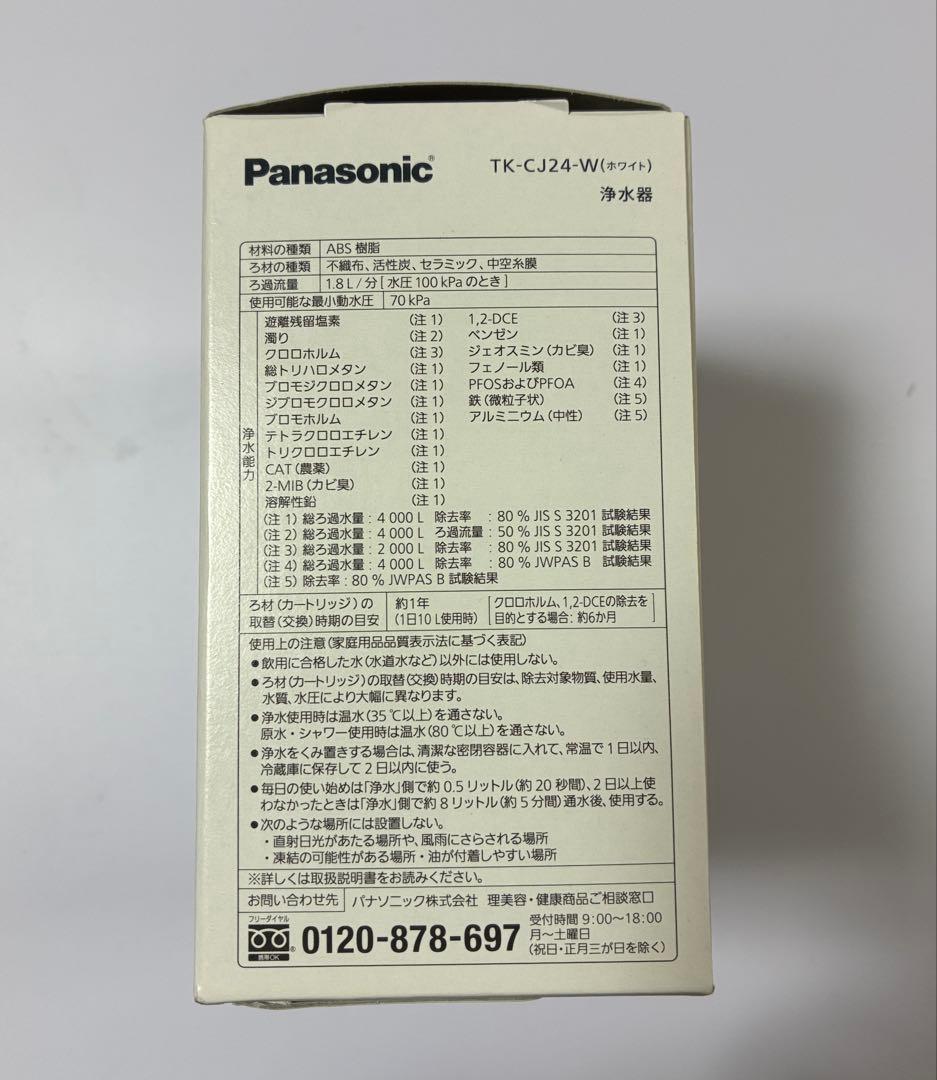 Panasonic®
TK-CJ24-W(ホワイト)
浄水器
材料の種類 ABS 樹脂
ろ材の種類 不織布、活性炭、セラミック、中空糸膜
ろ過流量 1.8 L / 分 [ 水圧 100 kPa のとき ]
使用可能な最小動水圧 70 kPa
浄水能力
遊離残留塩素 (注 1) 1,2-DCE (注 3)
濁り (注 2) ベンゼン (注 1)
クロロホルム (注 3) ジェオスミン (カビ臭) (注 1)
総トリハロメタン (注 1) フェノール類 (注 1)
ブロモジクロロメタン (注 1) PFOSおよびPFOA (注 4)
ジブロモクロロメタン (注 1) 鉄 (微粒子状) (注 5)
ブロモホルム (注 1) アルミニウム (中性) (注 5)
テトラクロロエチレン (注 1)
トリクロロエチレン (注 1)
CAT (農薬) (注 1)
2-MIB (カビ臭) (注 1)
溶解性鉛 (注 1)
(注 1) 総ろ過水量 : 4 000 L 除去率 : 80 % JIS S 3201 試験結果
(注 2) 総ろ過水量 : 4 000 L ろ過流量 : 50 % JIS S 3201 試験結果
(注 3) 総ろ過水量 : 2 000 L 除去率 : 80 % JIS S 3201 試験結果
(注 4) 総ろ過水量 : 4 000 L 除去率 : 80 % JWPAS B 試験結果
(注 5) 除去率 : 80 % JWPAS B 試験結果
ろ材 (カートリッジ) の 約1年 [クロロホルム、1,2-DCEの除去を
取替 (交換) 時期の目安 (1日10 L使用時) 目的とする場合: 約6か月]
使用上の注意 (家庭用品品質表示法に基づく表記)
●飲用に合格した水 (水道水など) 以外には使用しない。
●ろ材 (カートリッジ) の取替 (交換) 時期の目安は、除去対象物質、使用水量、
水質、水圧により大幅に異なります。
●浄水使用時は温水 (35 ℃以上) を通さない。
原水・シャワー使用時は温水 (80 ℃以上) を通さない。
●浄水をくみ置きする場合は、清潔な密閉容器に入れて、常温で 1 日以内、
冷蔵庫に保存して 2 日以内に使う。
●毎日の使い始めは「浄水」側で約 0.5 リットル (約 20 秒間)、2 日以上使
わなかったときは「浄水」側で約 8 リットル (約 5 分間) 通水後、使用する。
●次のような場所には設置しない。
・直射日光があたる場所や、風雨にさらされる場所
・凍結の可能性がある場所・油が付着しやすい場所
※詳しくは取扱説明書をお読みください。
お問い合わせ先 パナソニック株式会社 理美容・健康商品ご相談窓口
フリーダイヤル
携帯OK
0120-878-697
受付時間 9:00〜18:00
月〜土曜日
(祝日・正月三が日を除く)